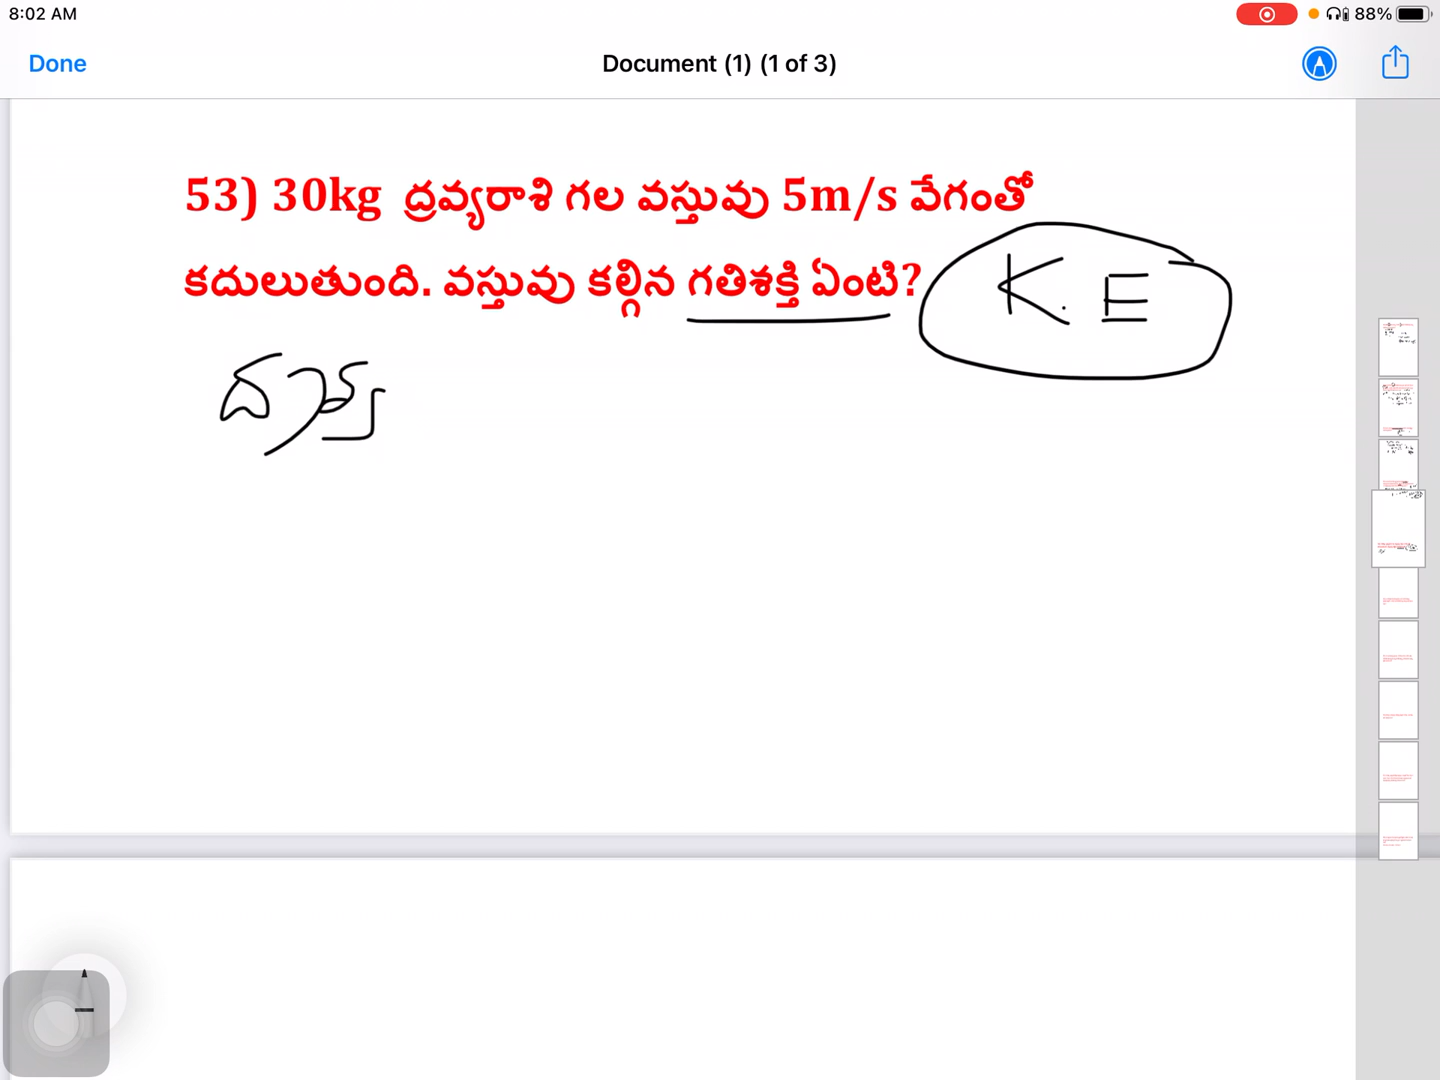 8:02 AM
88%
Done
Document (1) (1 of 3)
53) 30kg ద్రవ్యరాశి గల వస్తువు 5m/s వేగంతో
కదులుతుంది. వస్తువు కల్గిన గతిశక్తి ఏంటి?
K.E